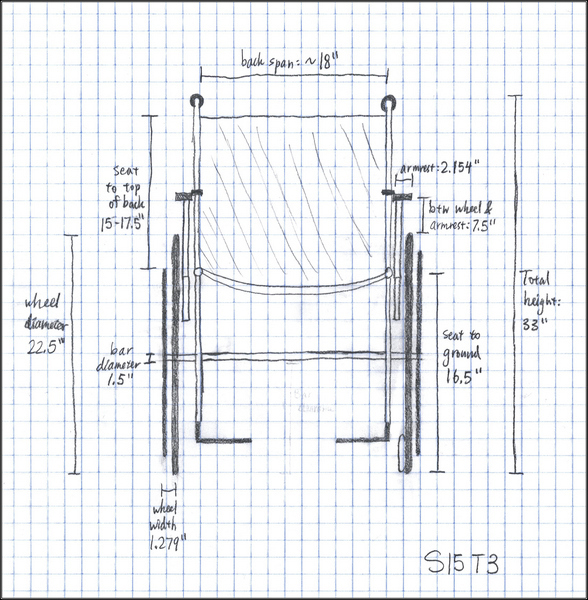 back span: ~ 18"
seat
to top
of back
15-17.5"
armrest: 2.154"
btw wheel &
armrest: 7.5"
wheel
diameter
22.5"
bar
diameter
1.5"
seat to
ground
16.5"
Total
height:
33"
wheel
width
1.279"
S15T3